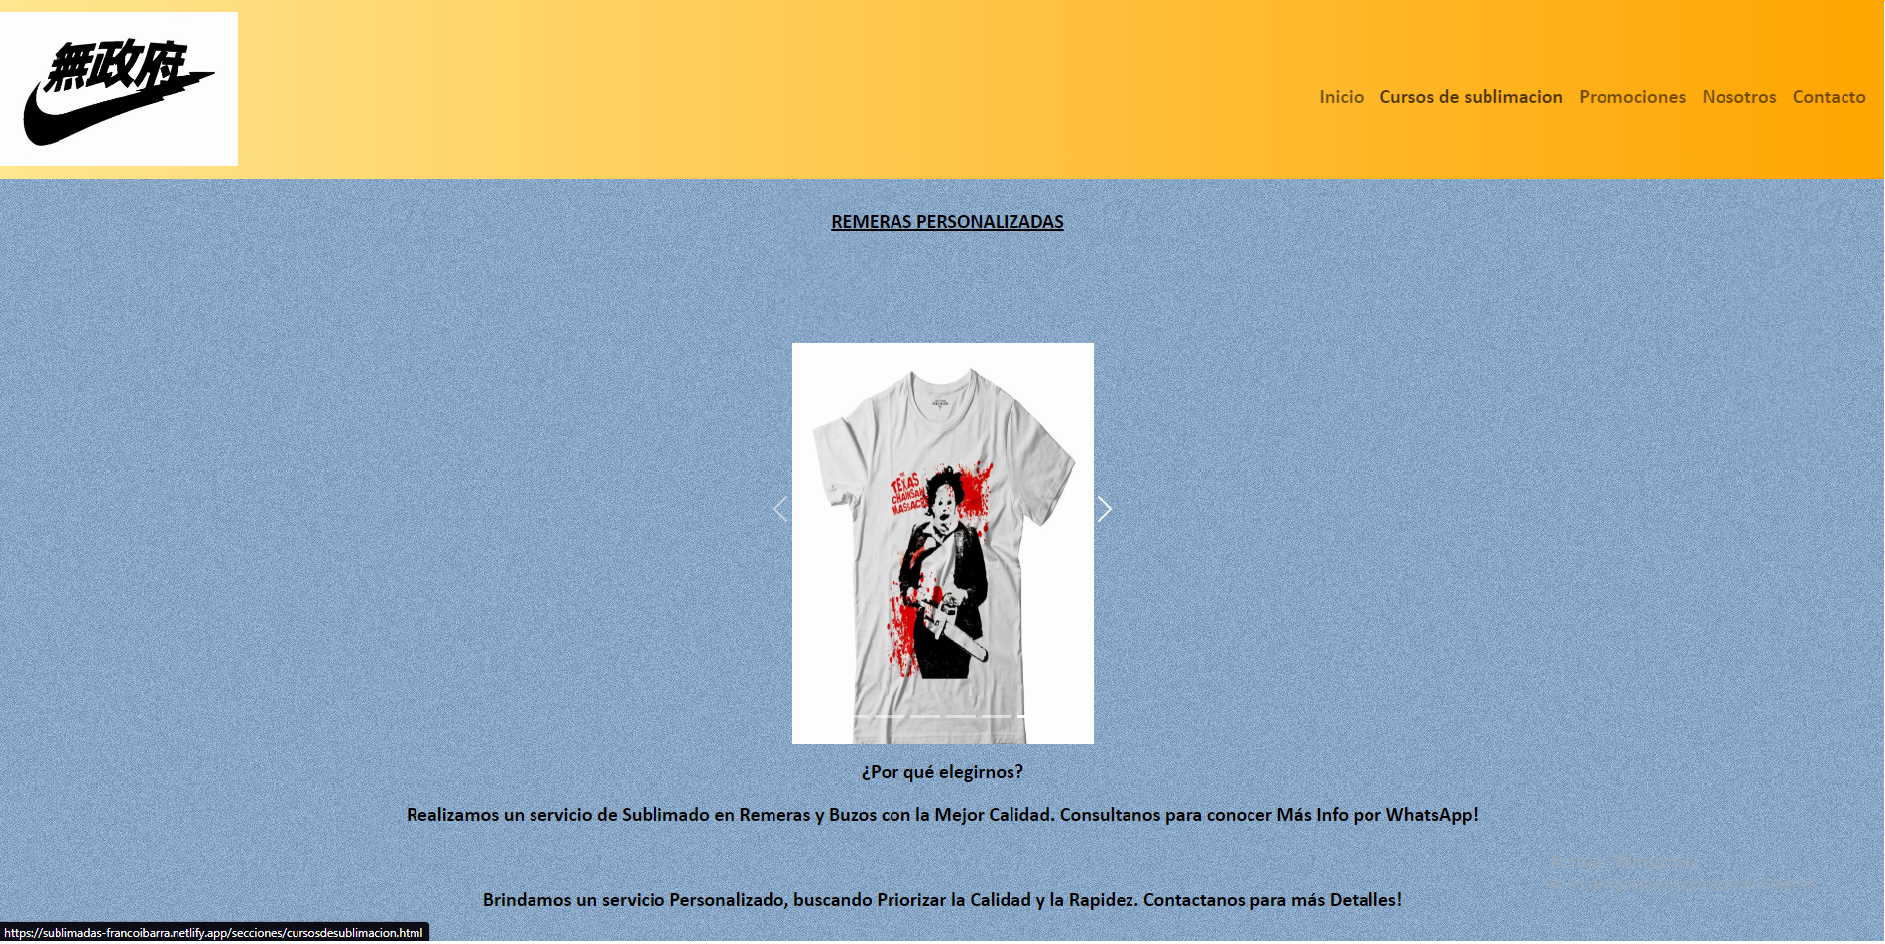 無政府
Inicio Cursos de sublimacion Promociones Nosotros Contacto
REMERAS PERSONALIZADAS
THE
TEXAS
CHAINSAW
MASSACRE
¿Por qué elegirnos?
Realizamos un servicio de Sublimado en Remeras y Buzos con la Mejor Calidad. Consultanos para conocer Más Info por WhatsApp!
Brindamos un servicio Personalizado, buscando Priorizar la Calidad y la Rapidez. Contactanos para más Detalles!
https://sublimadas-francoibarra.netlify.app/secciones/cursosdesublimacion.html